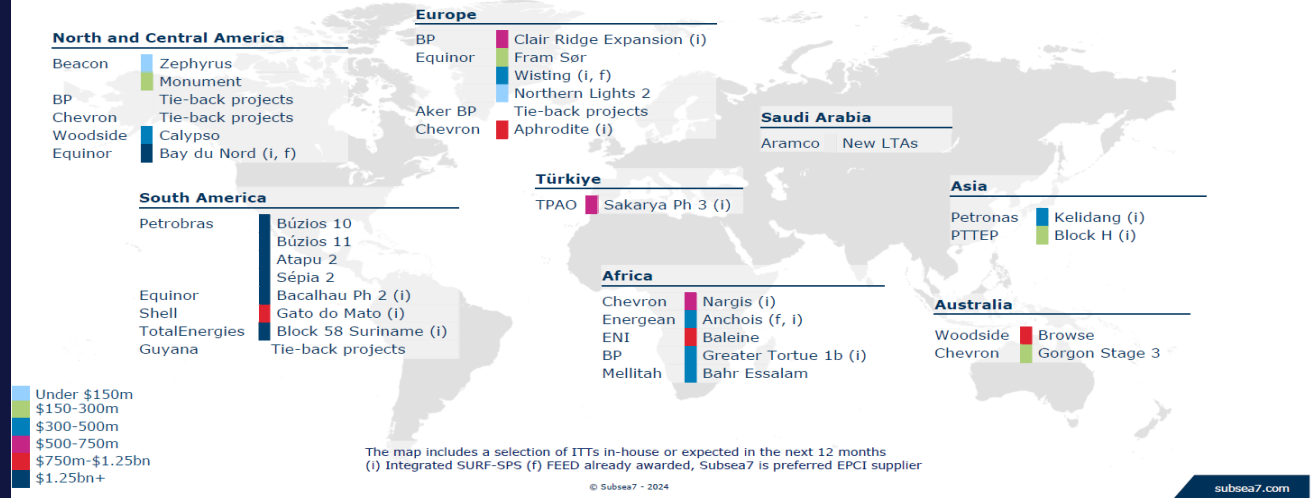 Europe
BP Clair Ridge Expansion (i)
Equinor Fram Sør
Wisting (i, f)
Northern Lights 2
Aker BP Tie-back projects
Chevron Aphrodite (i)
North and Central America
Beacon Zephyrus
Monument
BP Tie-back projects
Chevron Tie-back projects
Woodside Calypso
Equinor Bay du Nord (i, f)
Saudi Arabia
Aramco New LTAs
Türkiye
TPAO Sakarya Ph 3 (i)
Asia
Petronas Kelidang (i)
PTTEP Block H (i)
South America
Petrobras Búzios 10
Búzios 11
Atapu 2
Sépia 2
Equinor Bacalhau Ph 2 (i)
Shell Gato do Mato (i)
TotalEnergies Block 58 Suriname (i)
Guyana Tie-back projects
Africa
Chevron Nargis (i)
Energean Anchois (f, i)
ENI Baleine
BP Greater Tortue 1b (i)
Mellitah Bahr Essalam
Australia
Woodside Browse
Chevron Gorgon Stage 3
Under $150m
$150-300m
$300-500m
$500-750m
$750m-$1.25bn
$1.25bn+
The map includes a selection of ITTs in-house or expected in the next 12 months
(i) Integrated SURF-SPS (f) FEED already awarded, Subsea7 is preferred EPCI supplier
© Subsea7 - 2024
subsea7.com